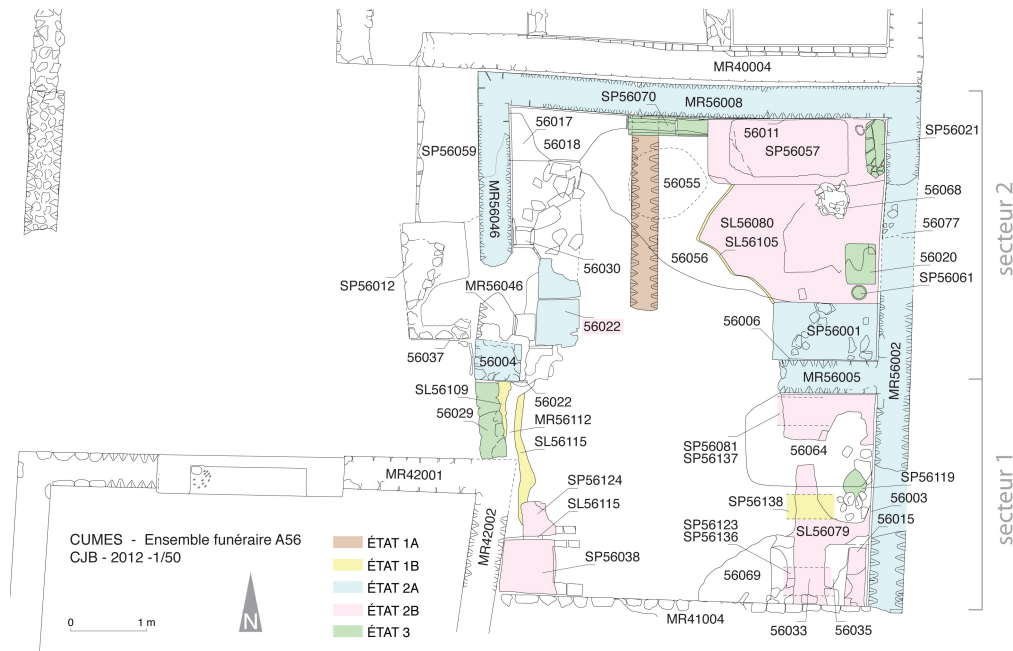 MR40004
SP56070
MR56008
56017
56011
SP56021
56018
SP56057
SP56059
56055
56068
MR56046
SL56080
56077
SL56105
56056
56020
56030
SP56061
SP56012
MR56046
56022
56006
SP56001
56037
56004
MR56002
MR56005
SL56109
56022
56029
MR56112
SL56115
SP56081
SP56137
56064
MR42001
SP56124
SP56119
SL56115
SP56138
56003
SP56123
SP56136
SL56079
56015
MR42002
SP56038
56069
MR41004
56033
56035
secteur 2
secteur 1
CUMES - Ensemble funéraire A56
CJB - 2012 -1/50
N
0 1 m
ÉTAT 1A
ÉTAT 1B
ÉTAT 2A
ÉTAT 2B
ÉTAT 3